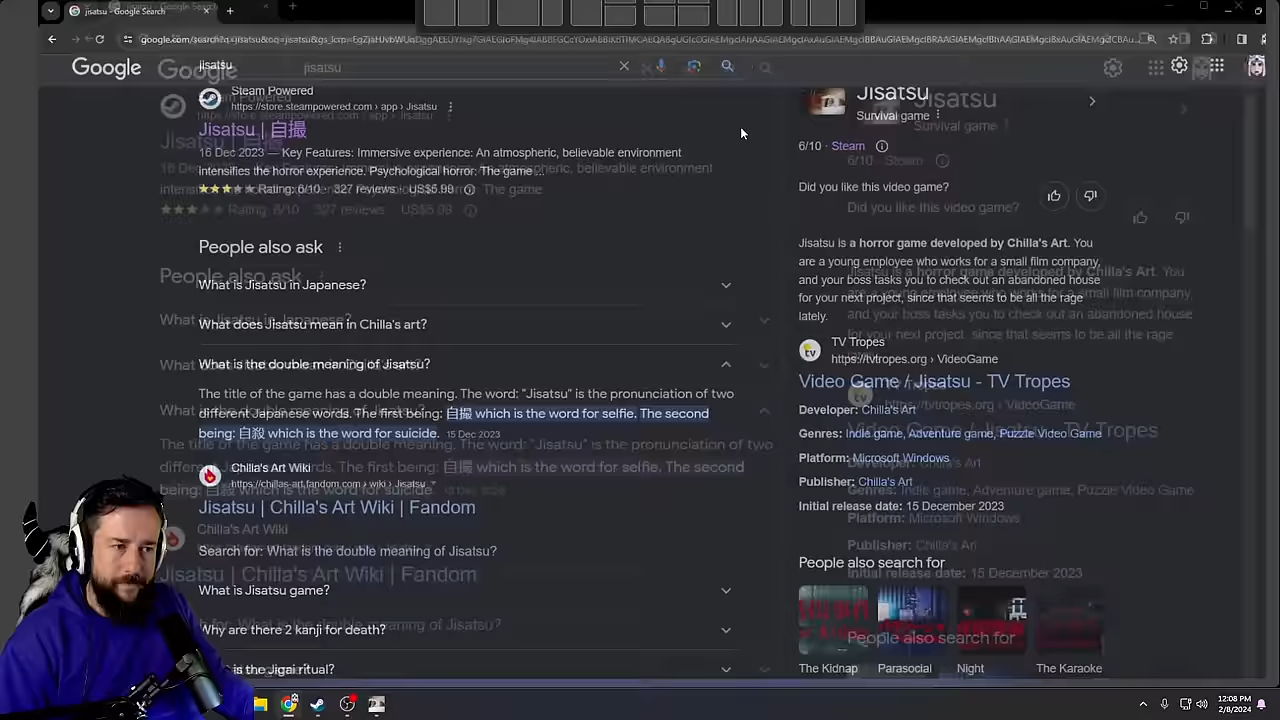 jisatsu - Google Search
Google
jisatsu
jisatsu
Steam Powered
https://store.steampowered.com › app › Jisatsu
Jisatsu | 自撮
16 Dec 2023 — Key Features: Immersive experience: An atmospheric, believable environment
intensifies the horror experience. Psychological horror: The game...
Rating: 6/10 · 327 reviews · US$5.99
People also ask
What is Jisatsu in Japanese?
What does Jisatsu mean in Chilla's art?
What is the double meaning of Jisatsu?
The title of the game has a double meaning. The word: "Jisatsu" is the pronunciation of two
different Japanese words. The first being: 自撮 which is the word for selfie. The second
being: 自殺 which is the word for suicide. 15 Dec 2023
Chilla's Art Wiki
https://chillas-art.fandom.com › wiki › Jisatsu
Jisatsu | Chilla's Art Wiki | Fandom
Search for: What is the double meaning of Jisatsu?
What is Jisatsu game?
Why are there 2 kanji for death?
is the Jigai ritual?
Jisatsu
Survival game
6/10 · Steam
Did you like this video game?
Jisatsu is a horror game developed by Chilla's Art. You
are a young employee who works for a small film company,
and your boss tasks you to check out an abandoned house
for your next project, since that seems to be all the rage
lately.
TV Tropes
https://tvtropes.org › VideoGame
Video Game / Jisatsu - TV Tropes
Developer: Chilla's Art
Genres: Indie game, Adventure game, Puzzle Video Game
Platform: Microsoft Windows
Publisher: Chilla's Art
Initial release date: 15 December 2023
People also search for
The Kidnap
Parasocial
Night
The Karaoke
12:08 PM
2/8/2024